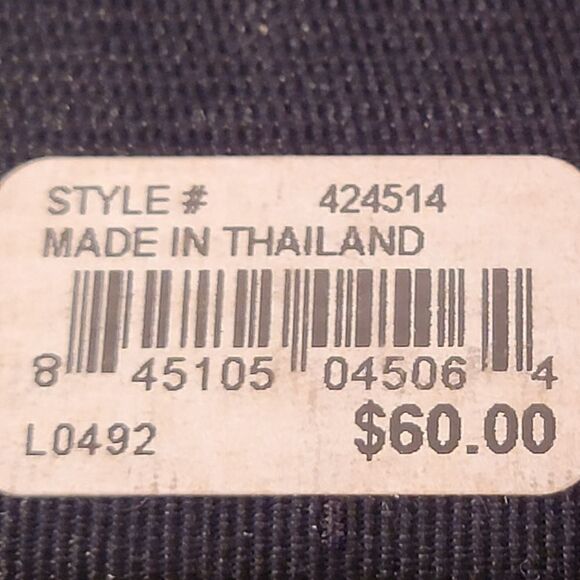 STYLE # 424514
MADE IN THAILAND
8 45105 04506 4
L0492 $60.00